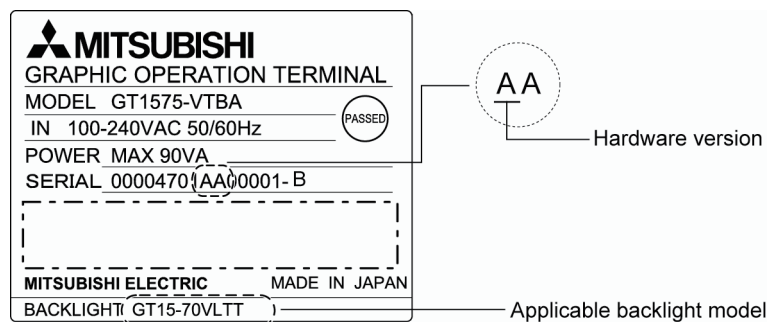 MITSUBISHI
GRAPHIC OPERATION TERMINAL
MODEL GT1575-VTBA
IN 100-240VAC 50/60Hz
PASSED
POWER MAX 90VA
SERIAL 0000470 AA 00001- B
MITSUBISHI ELECTRIC MADE IN JAPAN
BACKLIGHT GT15-70VLTT
AA
Hardware version
Applicable backlight model